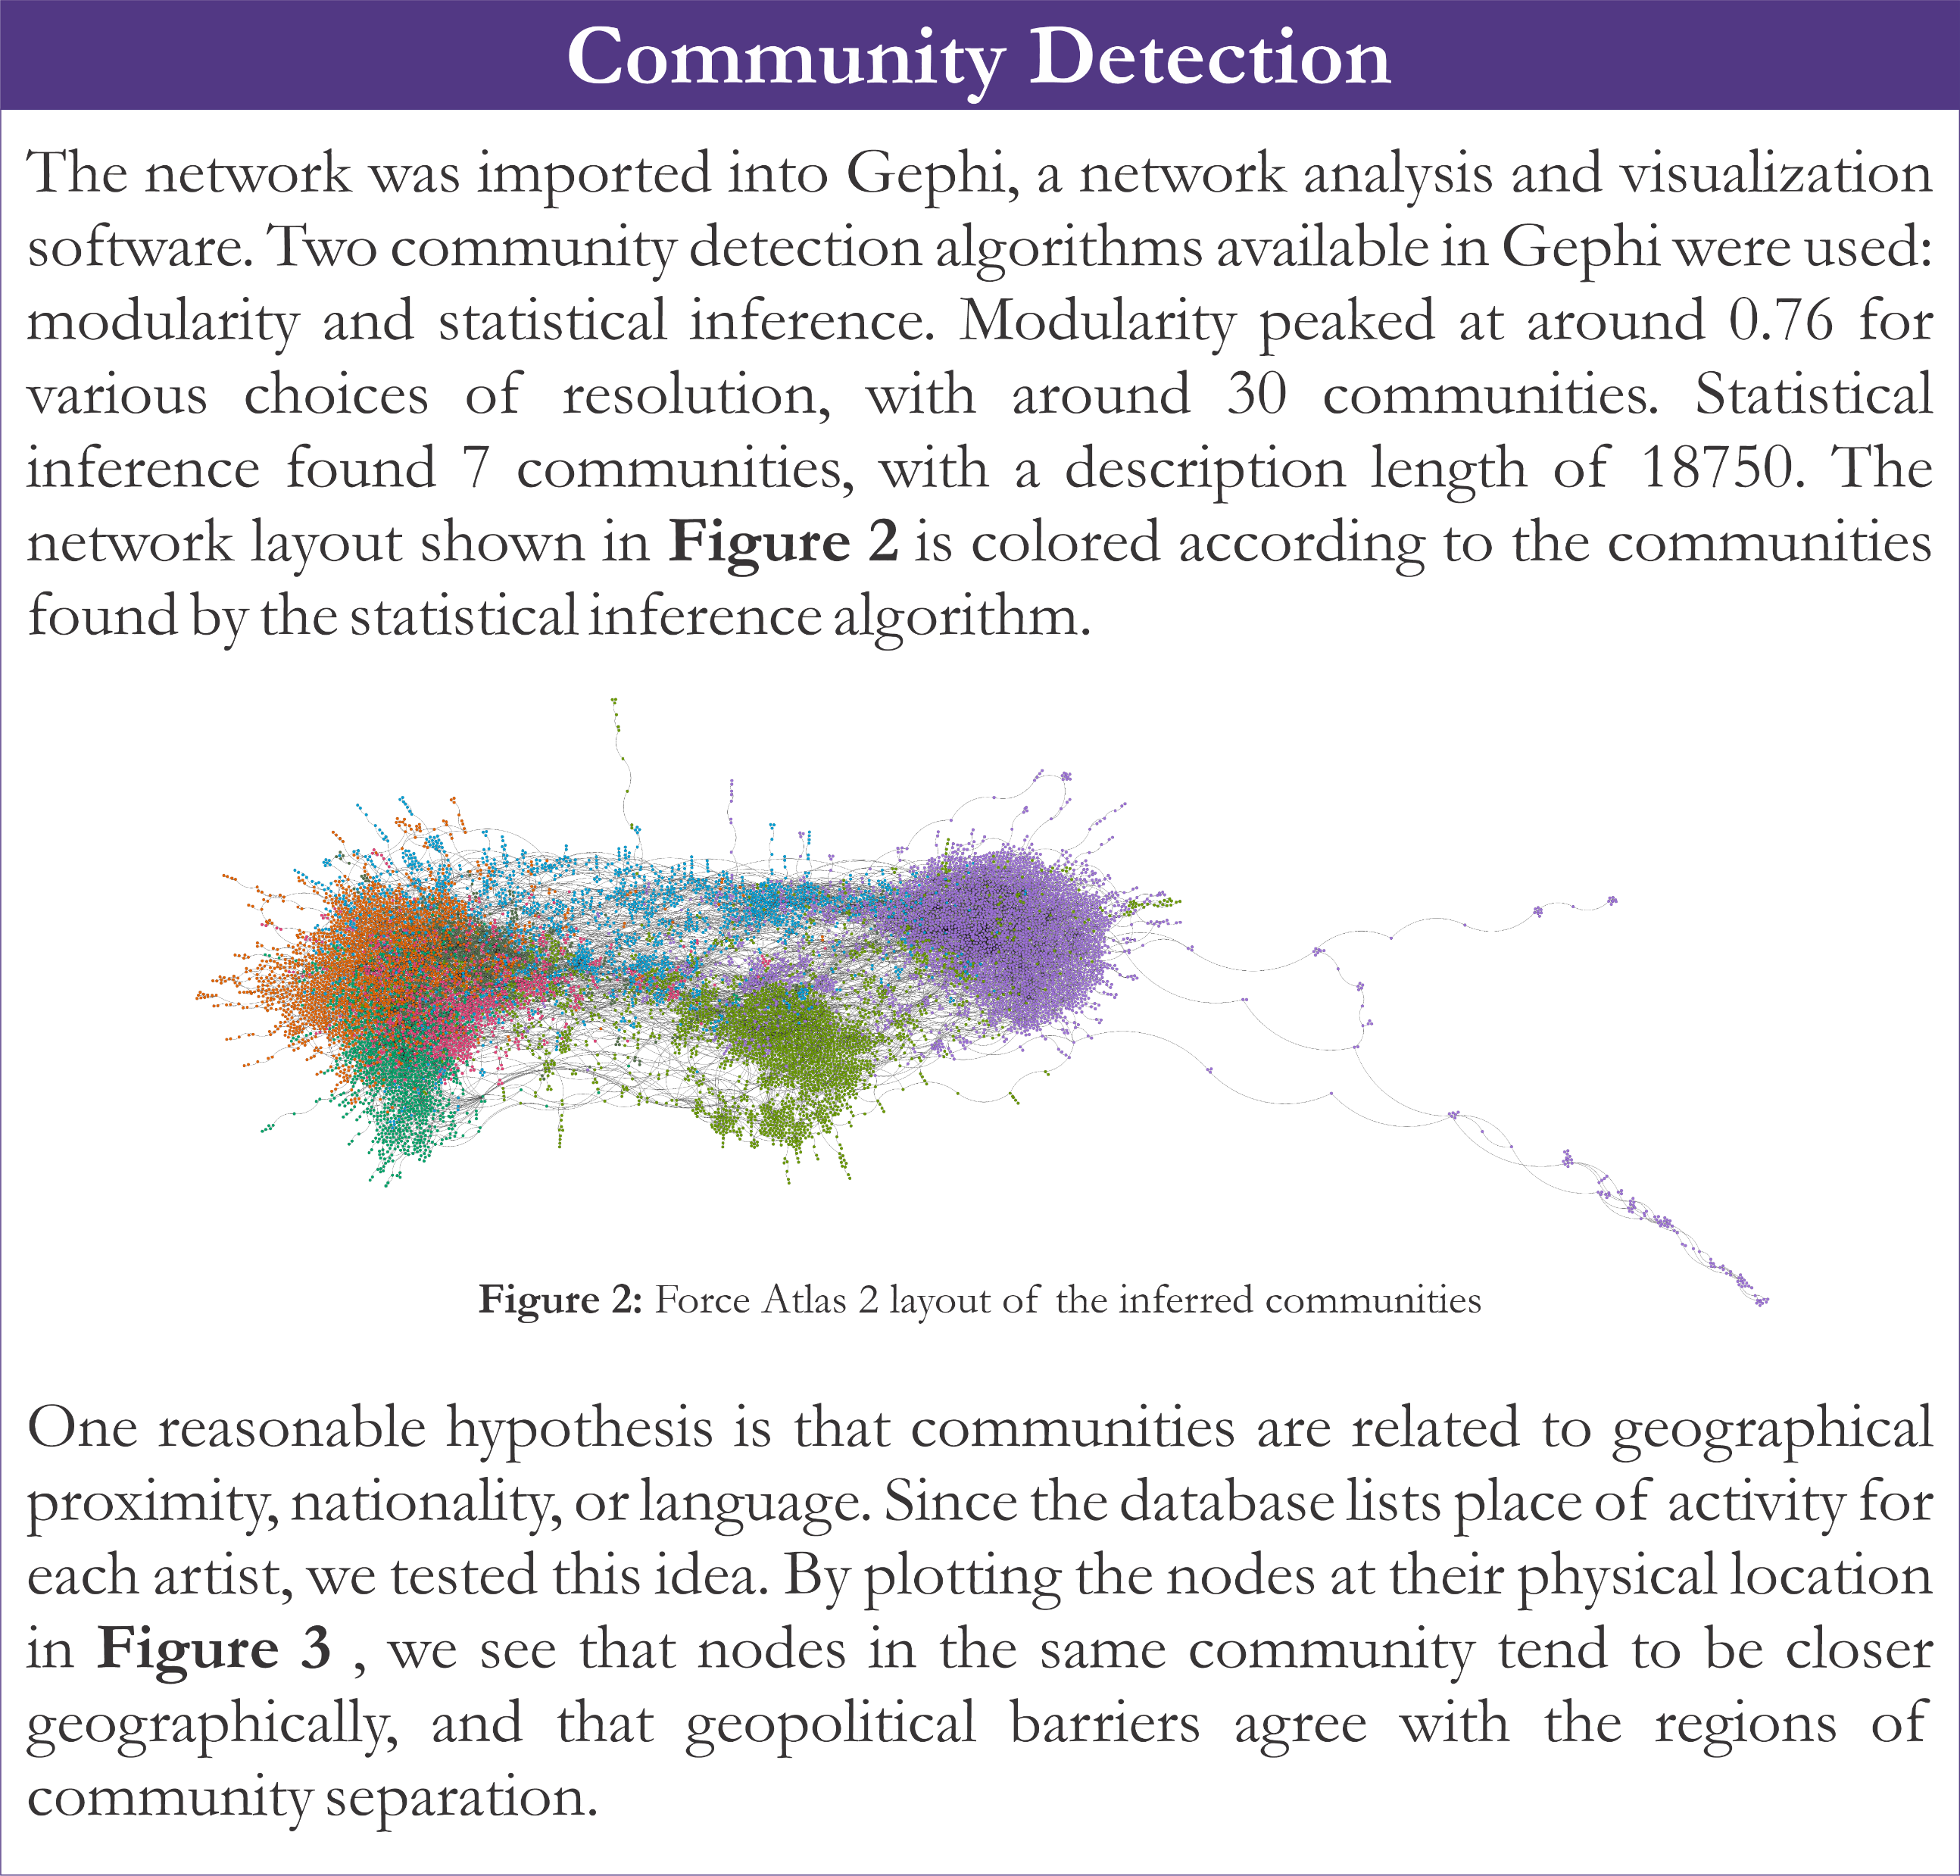 Community Detection
The network was imported into Gephi, a network analysis and visualization
software. Two community detection algorithms available in Gephi were used:
modularity and statistical inference. Modularity peaked at around 0.76 for
various choices of resolution, with around 30 communities. Statistical
inference found 7 communities, with a description length of 18750. The
network layout shown in Figure 2 is colored according to the communities
found by the statistical inference algorithm.
Figure 2: Force Atlas 2 layout of the inferred communities
One reasonable hypothesis is that communities are related to geographical
proximity, nationality, or language. Since the database lists place of activity for
each artist, we tested this idea. By plotting the nodes at their physical location
in Figure 3 , we see that nodes in the same community tend to be closer
geographically, and that geopolitical barriers agree with the regions of
community separation.